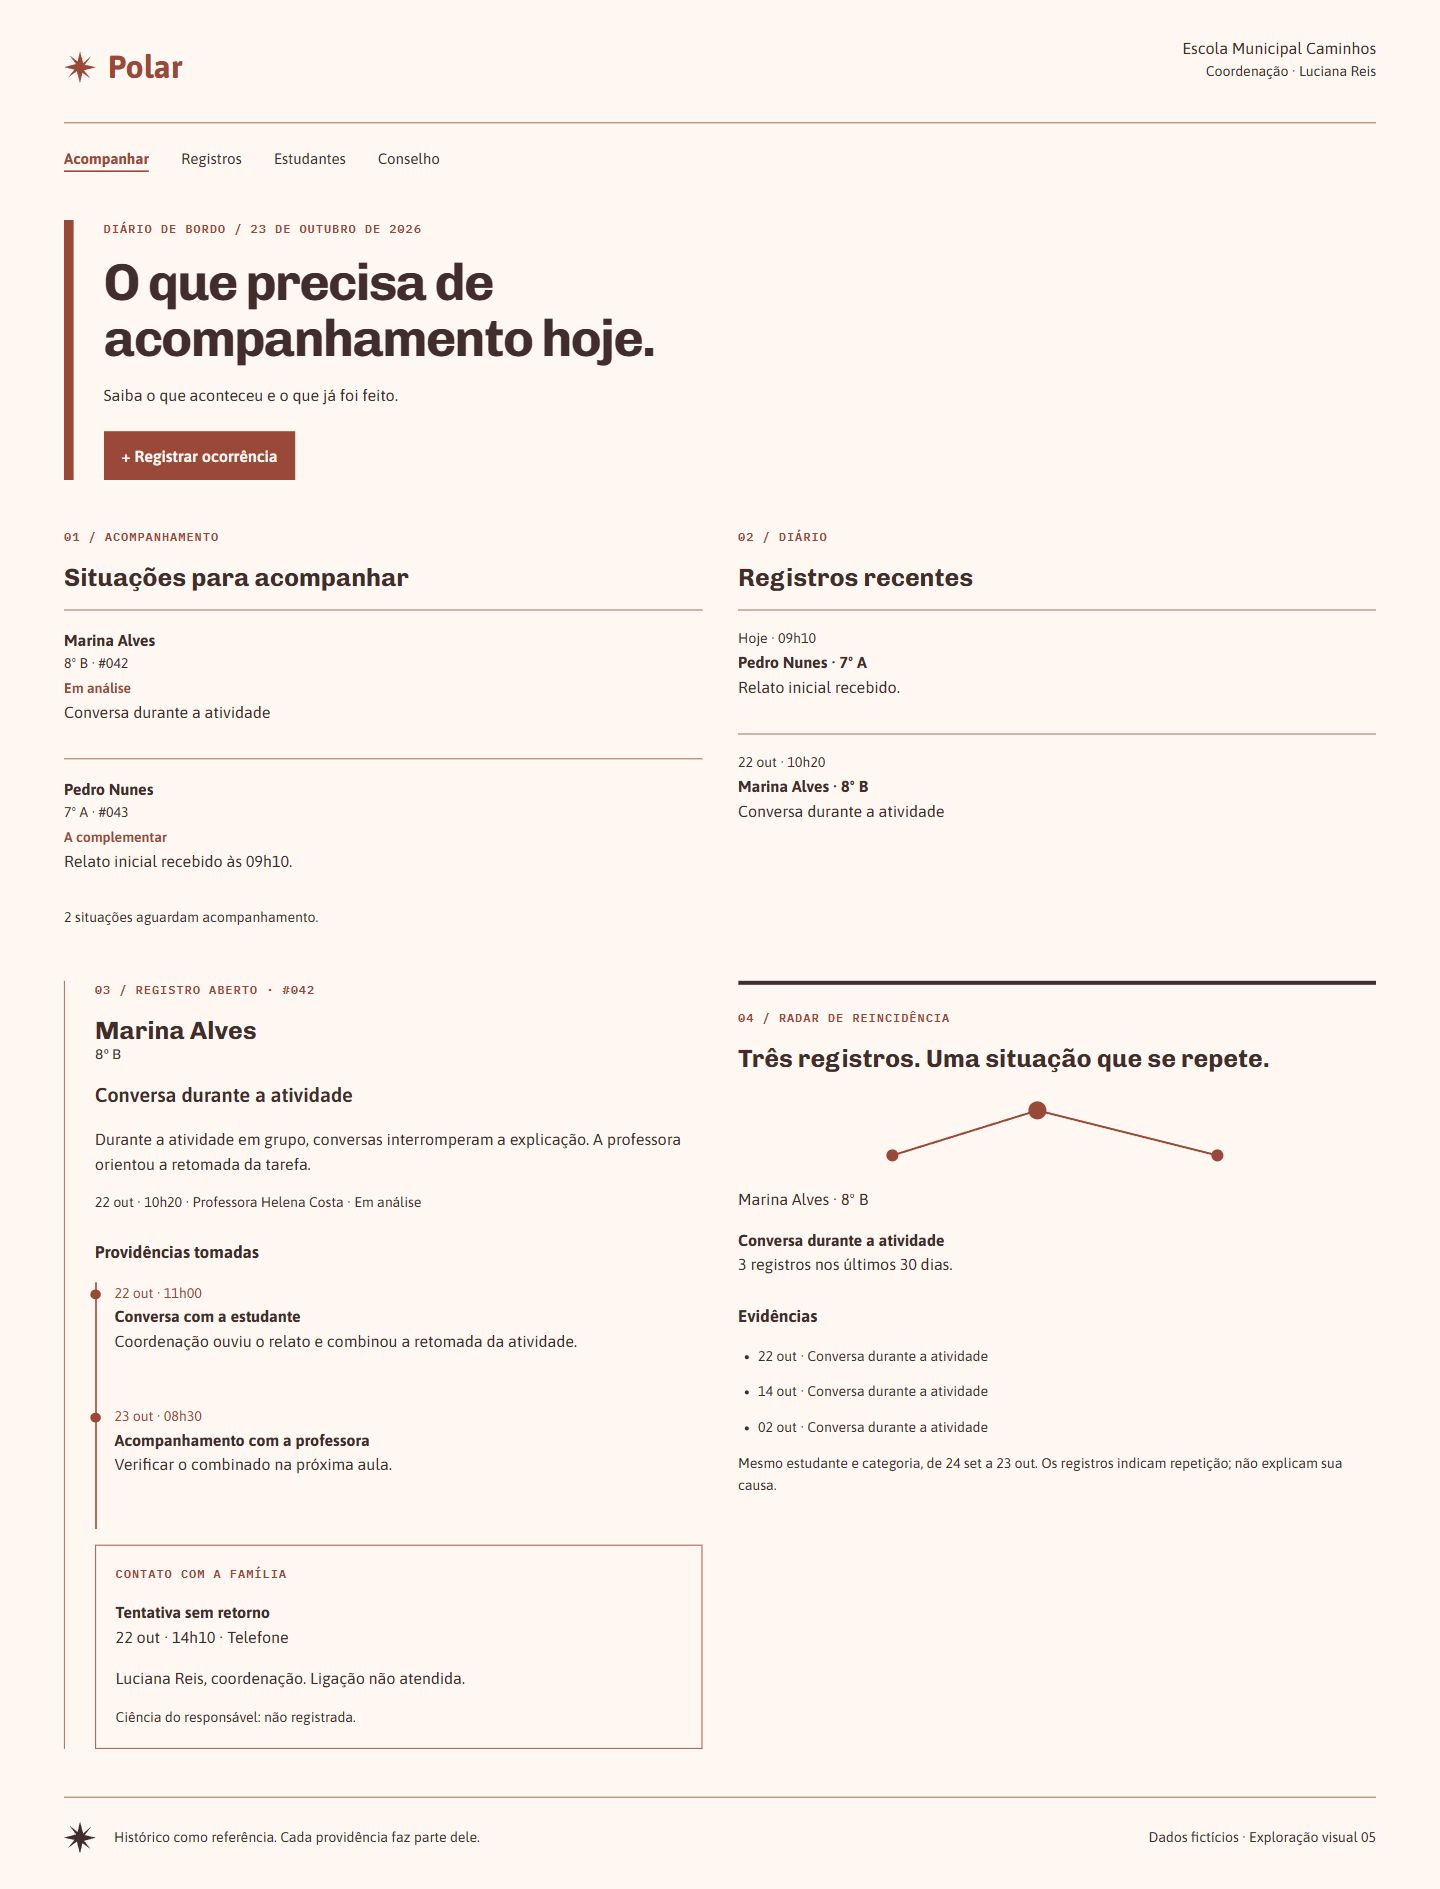 Polar
Escola Municipal Caminhos
Coordenação · Luciana Reis
Acompanhar
Registros
Estudantes
Conselho
DIÁRIO DE BORDO / 23 DE OUTUBRO DE 2026
O que precisa de
acompanhamento hoje.
Saiba o que aconteceu e o que já foi feito.
+ Registrar ocorrência
01 / ACOMPANHAMENTO
Situações para acompanhar
Marina Alves
8º B · #042
Em análise
Conversa durante a atividade
Pedro Nunes
7º A · #043
A complementar
Relato inicial recebido às 09h10.
2 situações aguardam acompanhamento.
02 / DIÁRIO
Registros recentes
Hoje · 09h10
Pedro Nunes · 7º A
Relato inicial recebido.
22 out · 10h20
Marina Alves · 8º B
Conversa durante a atividade
03 / REGISTRO ABERTO · #042
Marina Alves
8º B
Conversa durante a atividade
Durante a atividade em grupo, conversas interromperam a explicação. A professora
orientou a retomada da tarefa.
22 out · 10h20 · Professora Helena Costa · Em análise
Providências tomadas
22 out · 11h00
Conversa com a estudante
Coordenação ouviu o relato e combinou a retomada da atividade.
23 out · 08h30
Acompanhamento com a professora
Verificar o combinado na próxima aula.
CONTATO COM A FAMÍLIA
Tentativa sem retorno
22 out · 14h10 · Telefone
Luciana Reis, coordenação. Ligação não atendida.
Ciência do responsável: não registrada.
04 / RADAR DE REINCIDÊNCIA
Três registros. Uma situação que se repete.
Marina Alves · 8º B
Conversa durante a atividade
3 registros nos últimos 30 dias.
Evidências
• 22 out · Conversa durante a atividade
• 14 out · Conversa durante a atividade
• 02 out · Conversa durante a atividade
Mesmo estudante e categoria, de 24 set a 23 out. Os registros indicam repetição; não explicam sua
causa.
Histórico como referência. Cada providência faz parte dele.
Dados fictícios · Exploração visual 05